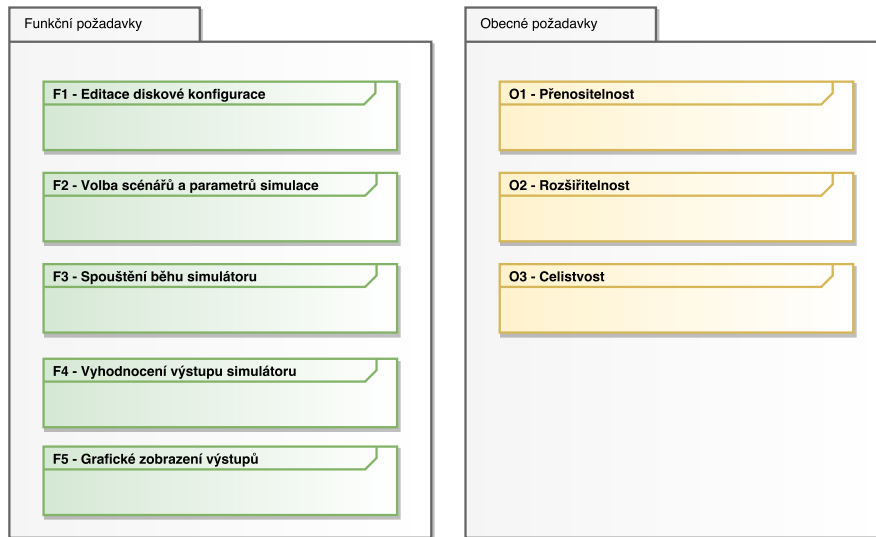 Funkční požadavky
F1 - Editace diskové konfigurace
F2 - Volba scénářů a parametrů simulace
F3 - Spouštění běhu simulátoru
F4 - Vyhodnocení výstupu simulátoru
F5 - Grafické zobrazení výstupů
Obecné požadavky
O1 - Přenositelnost
O2 - Rozšiřitelnost
O3 - Celistvost